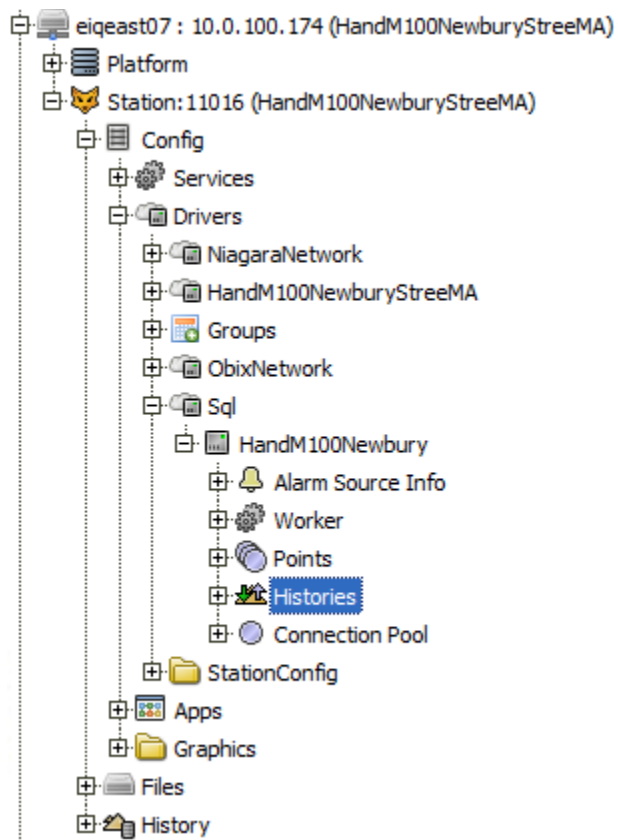 eiqeast07 : 10.0.100.174 (HandM100NewburyStreeMA)
Platform
Station:11016 (HandM100NewburyStreeMA)
Config
Services
Drivers
NiagaraNetwork
HandM100NewburyStreeMA
Groups
ObixNetwork
Sql
HandM100Newbury
Alarm Source Info
Worker
Points
Histories
Connection Pool
StationConfig
Apps
Graphics
Files
History